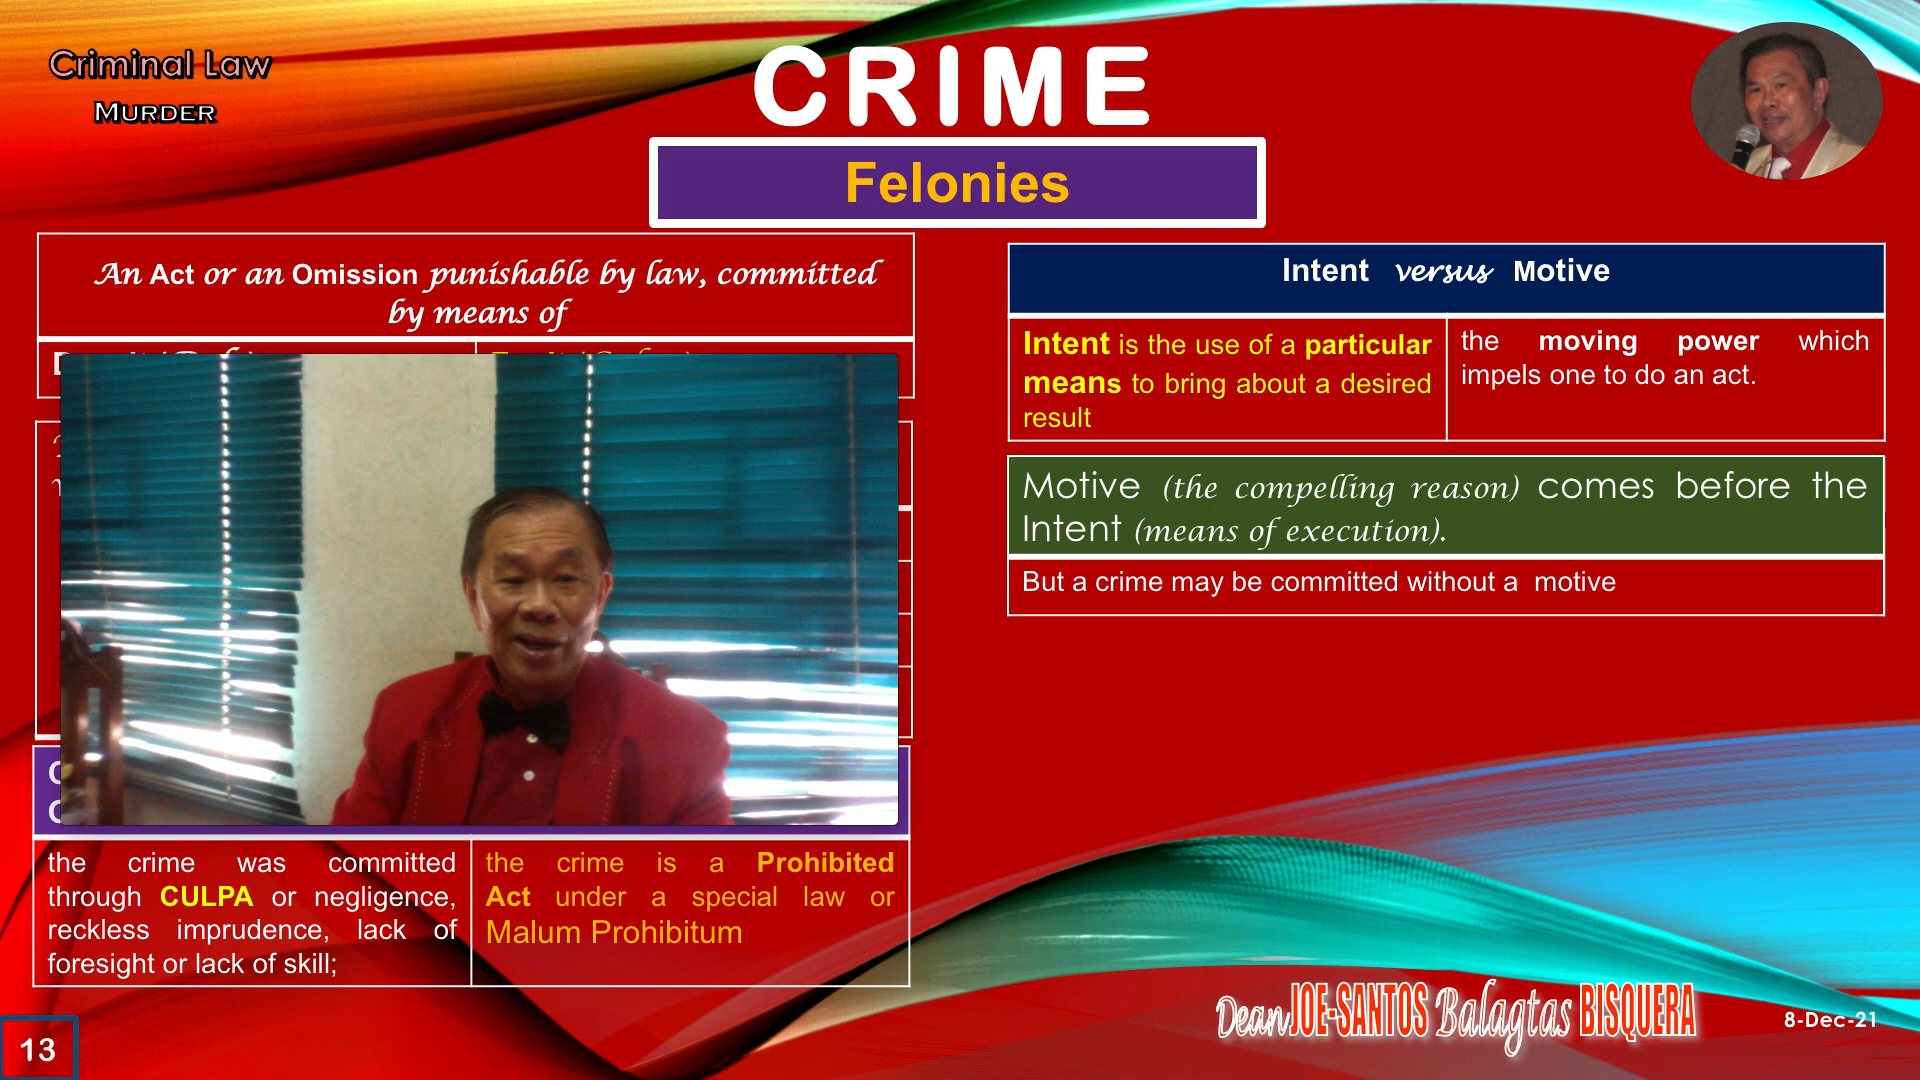 Criminal Law
MURDER
CRIME
Felonies
An Act or an Omission punishable by law, committed
by means of
Intent versus Motive
Intent is the use of a particular
means to bring about a desired
result
the moving power which
impels one to do an act.
Motive (the compelling reason) comes before the
Intent (means of execution).
But a crime may be committed without a motive
the crime was committed
through CULPA or negligence,
reckless imprudence, lack of
foresight or lack of skill;
the crime is a Prohibited
Act under a special law or
Malum Prohibitum
Dean JOE-SANTOS Balagtas BISQUERA
8-Dec-21
13